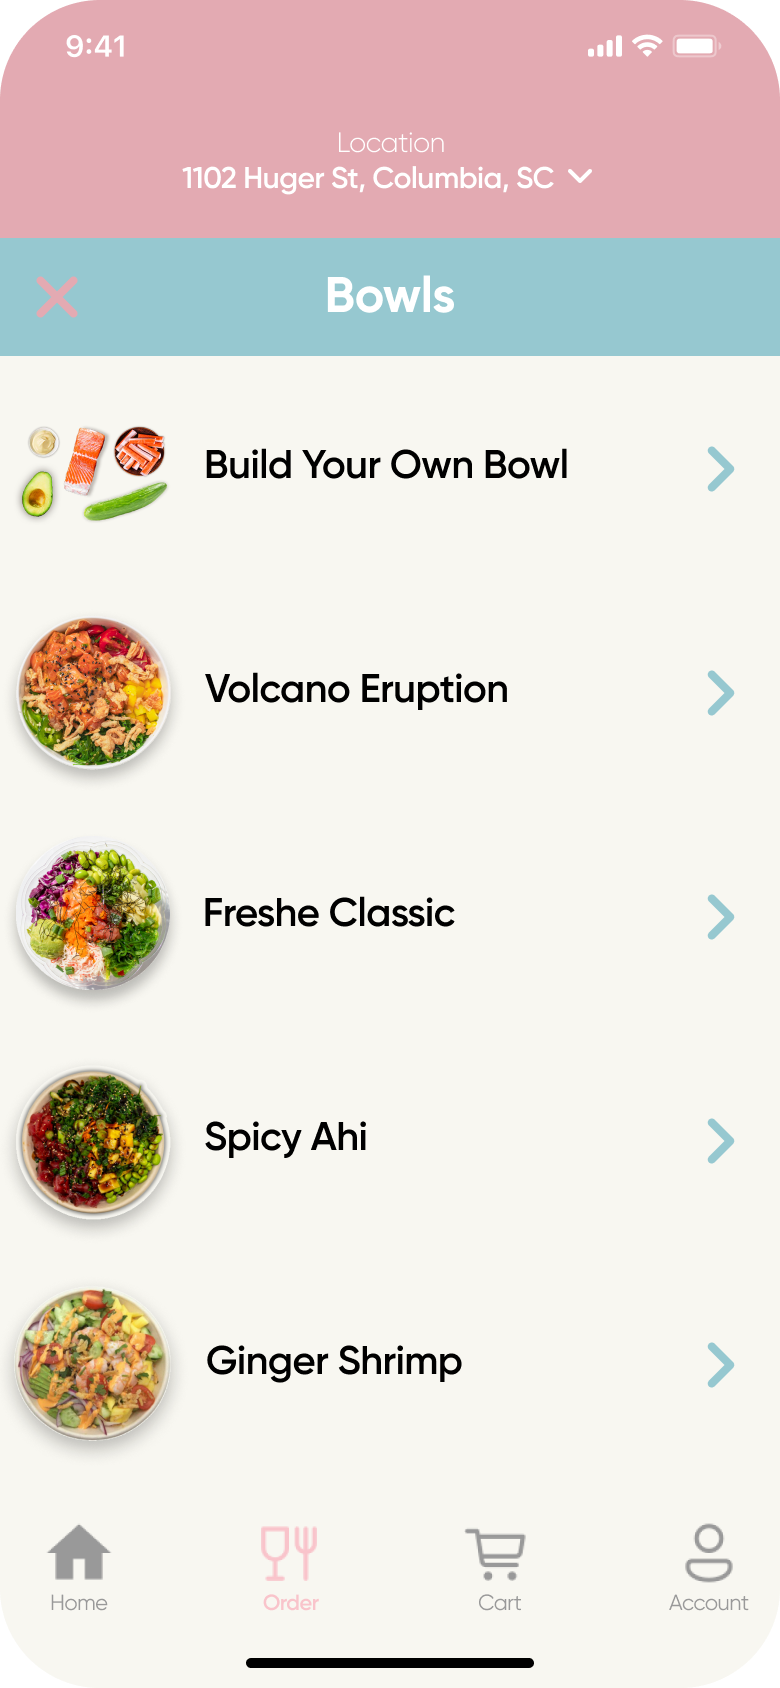 9:41
Location
1102 Huger St, Columbia, SC
Bowls
Build Your Own Bowl
Volcano Eruption
Freshe Classic
Spicy Ahi
Ginger Shrimp
Home
Order
Cart
Account